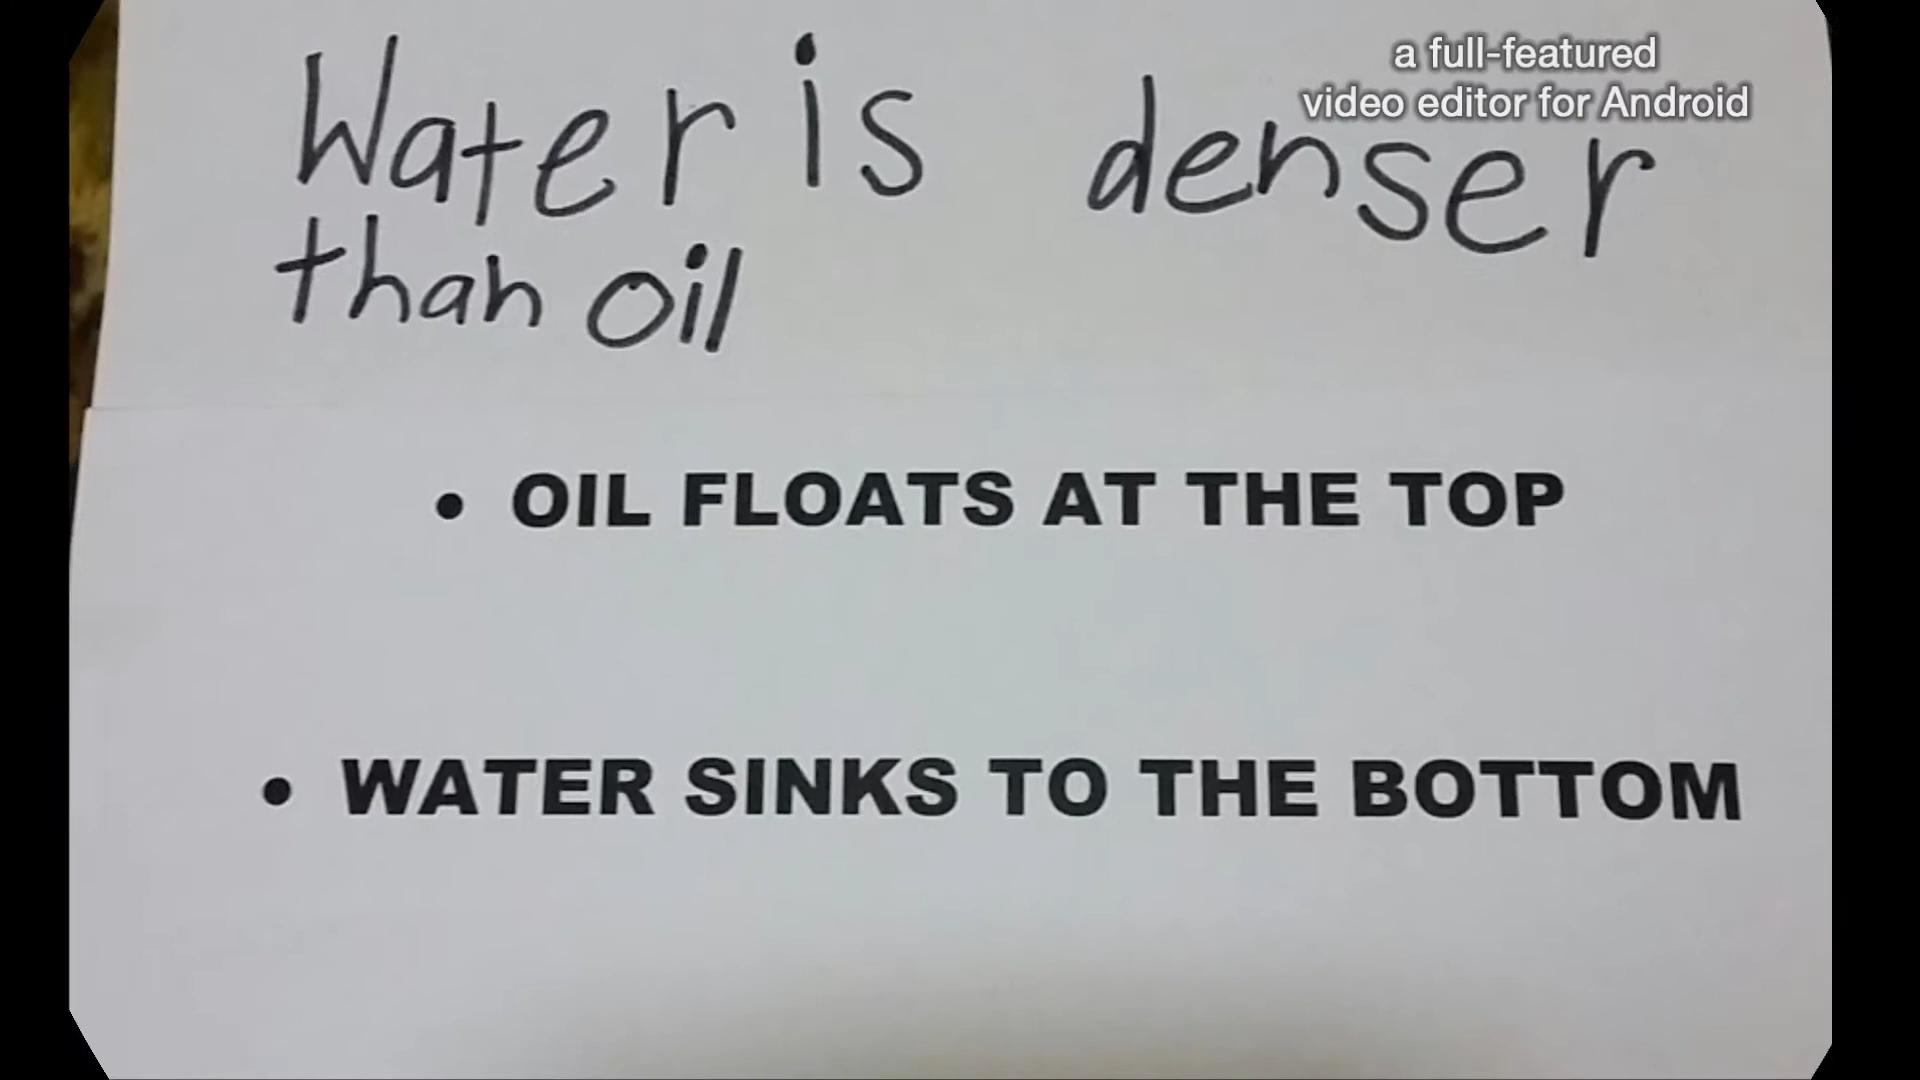 a full-featured
video editor for Android
Water is denser
than oil
• OIL FLOATS AT THE TOP
• WATER SINKS TO THE BOTTOM